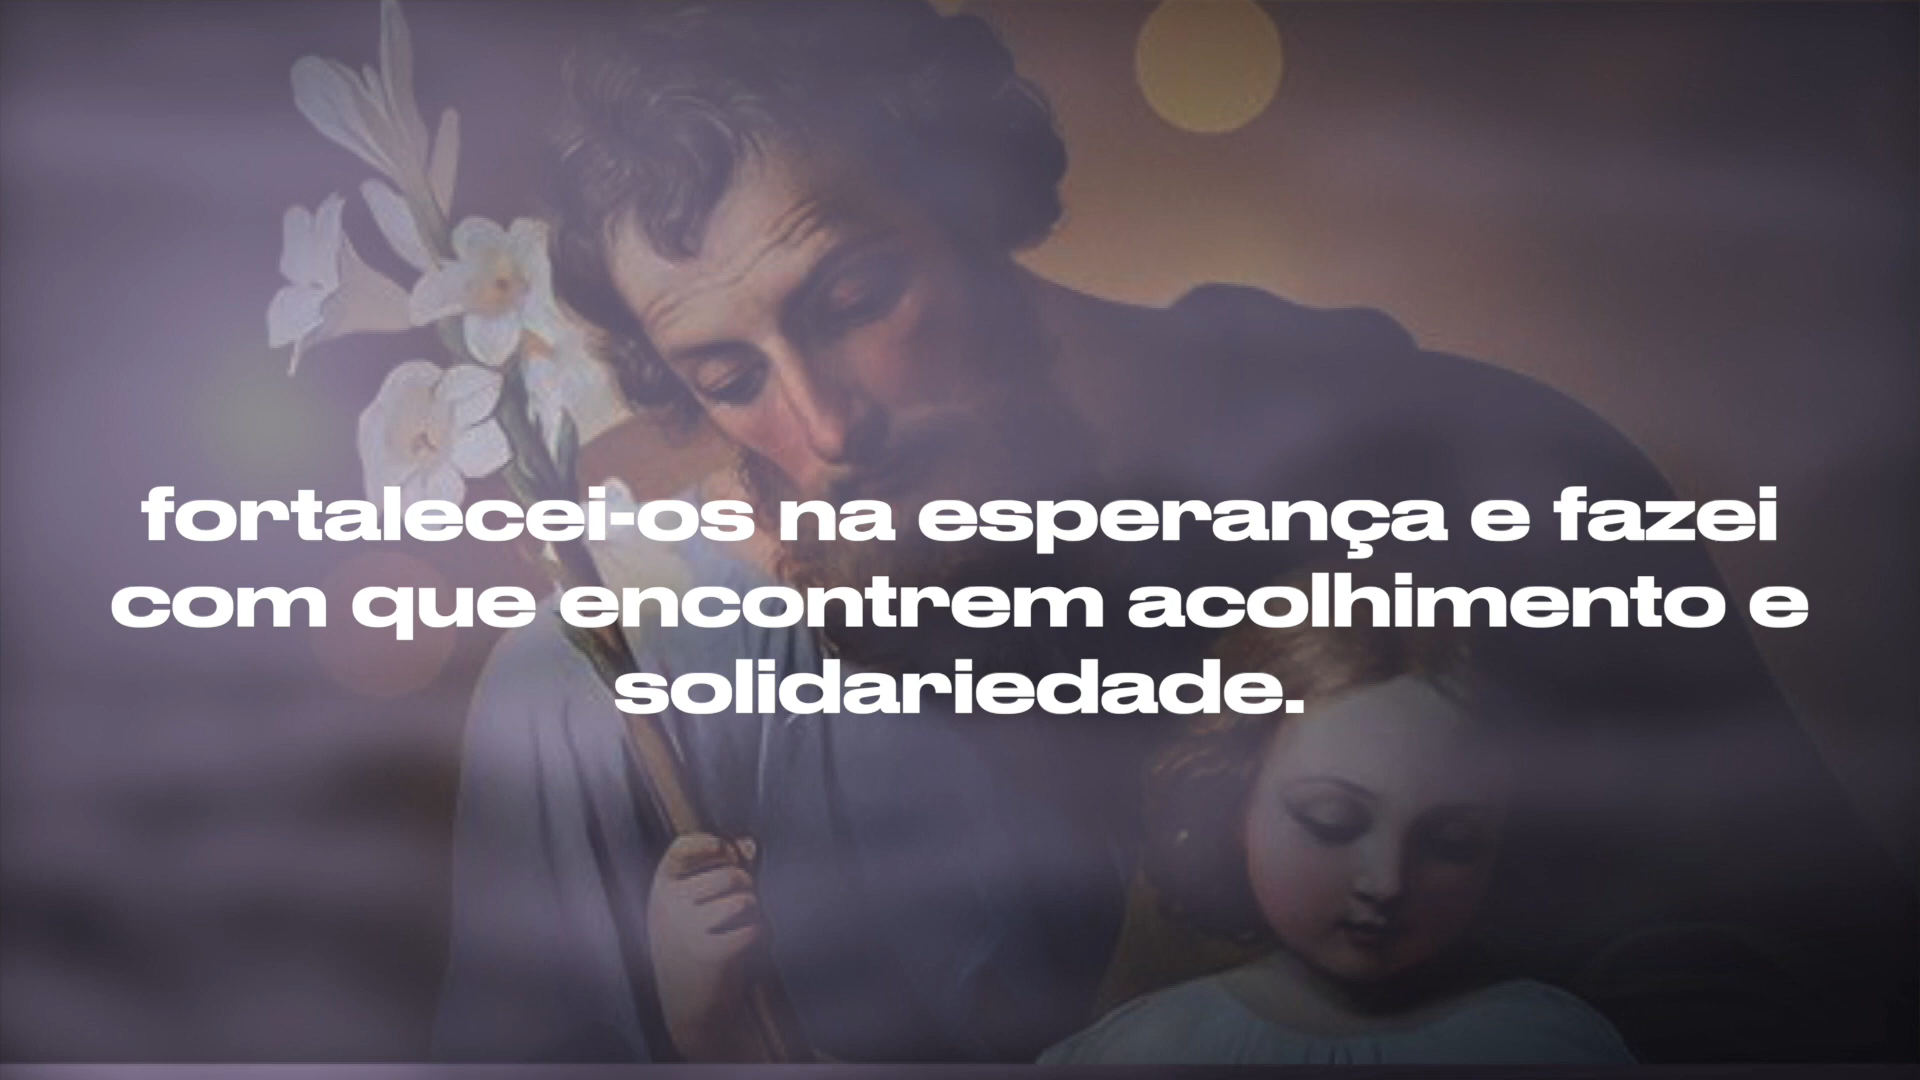 fortalecei-os na esperança e fazei
com que encontrem acolhimento e
solidariedade.